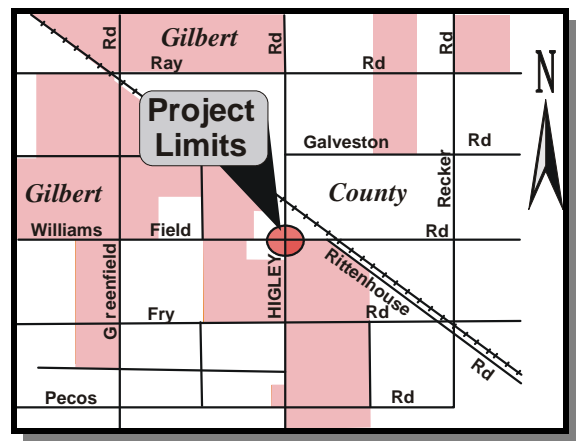 Rd Gilbert Rd Rd
Ray Rd
N
Project
Limits
Galveston Rd
Recker
Gilbert County
Williams Field Rd
Greenfield HIGLEY Rittenhouse
Fry Rd
Rd
Pecos Rd